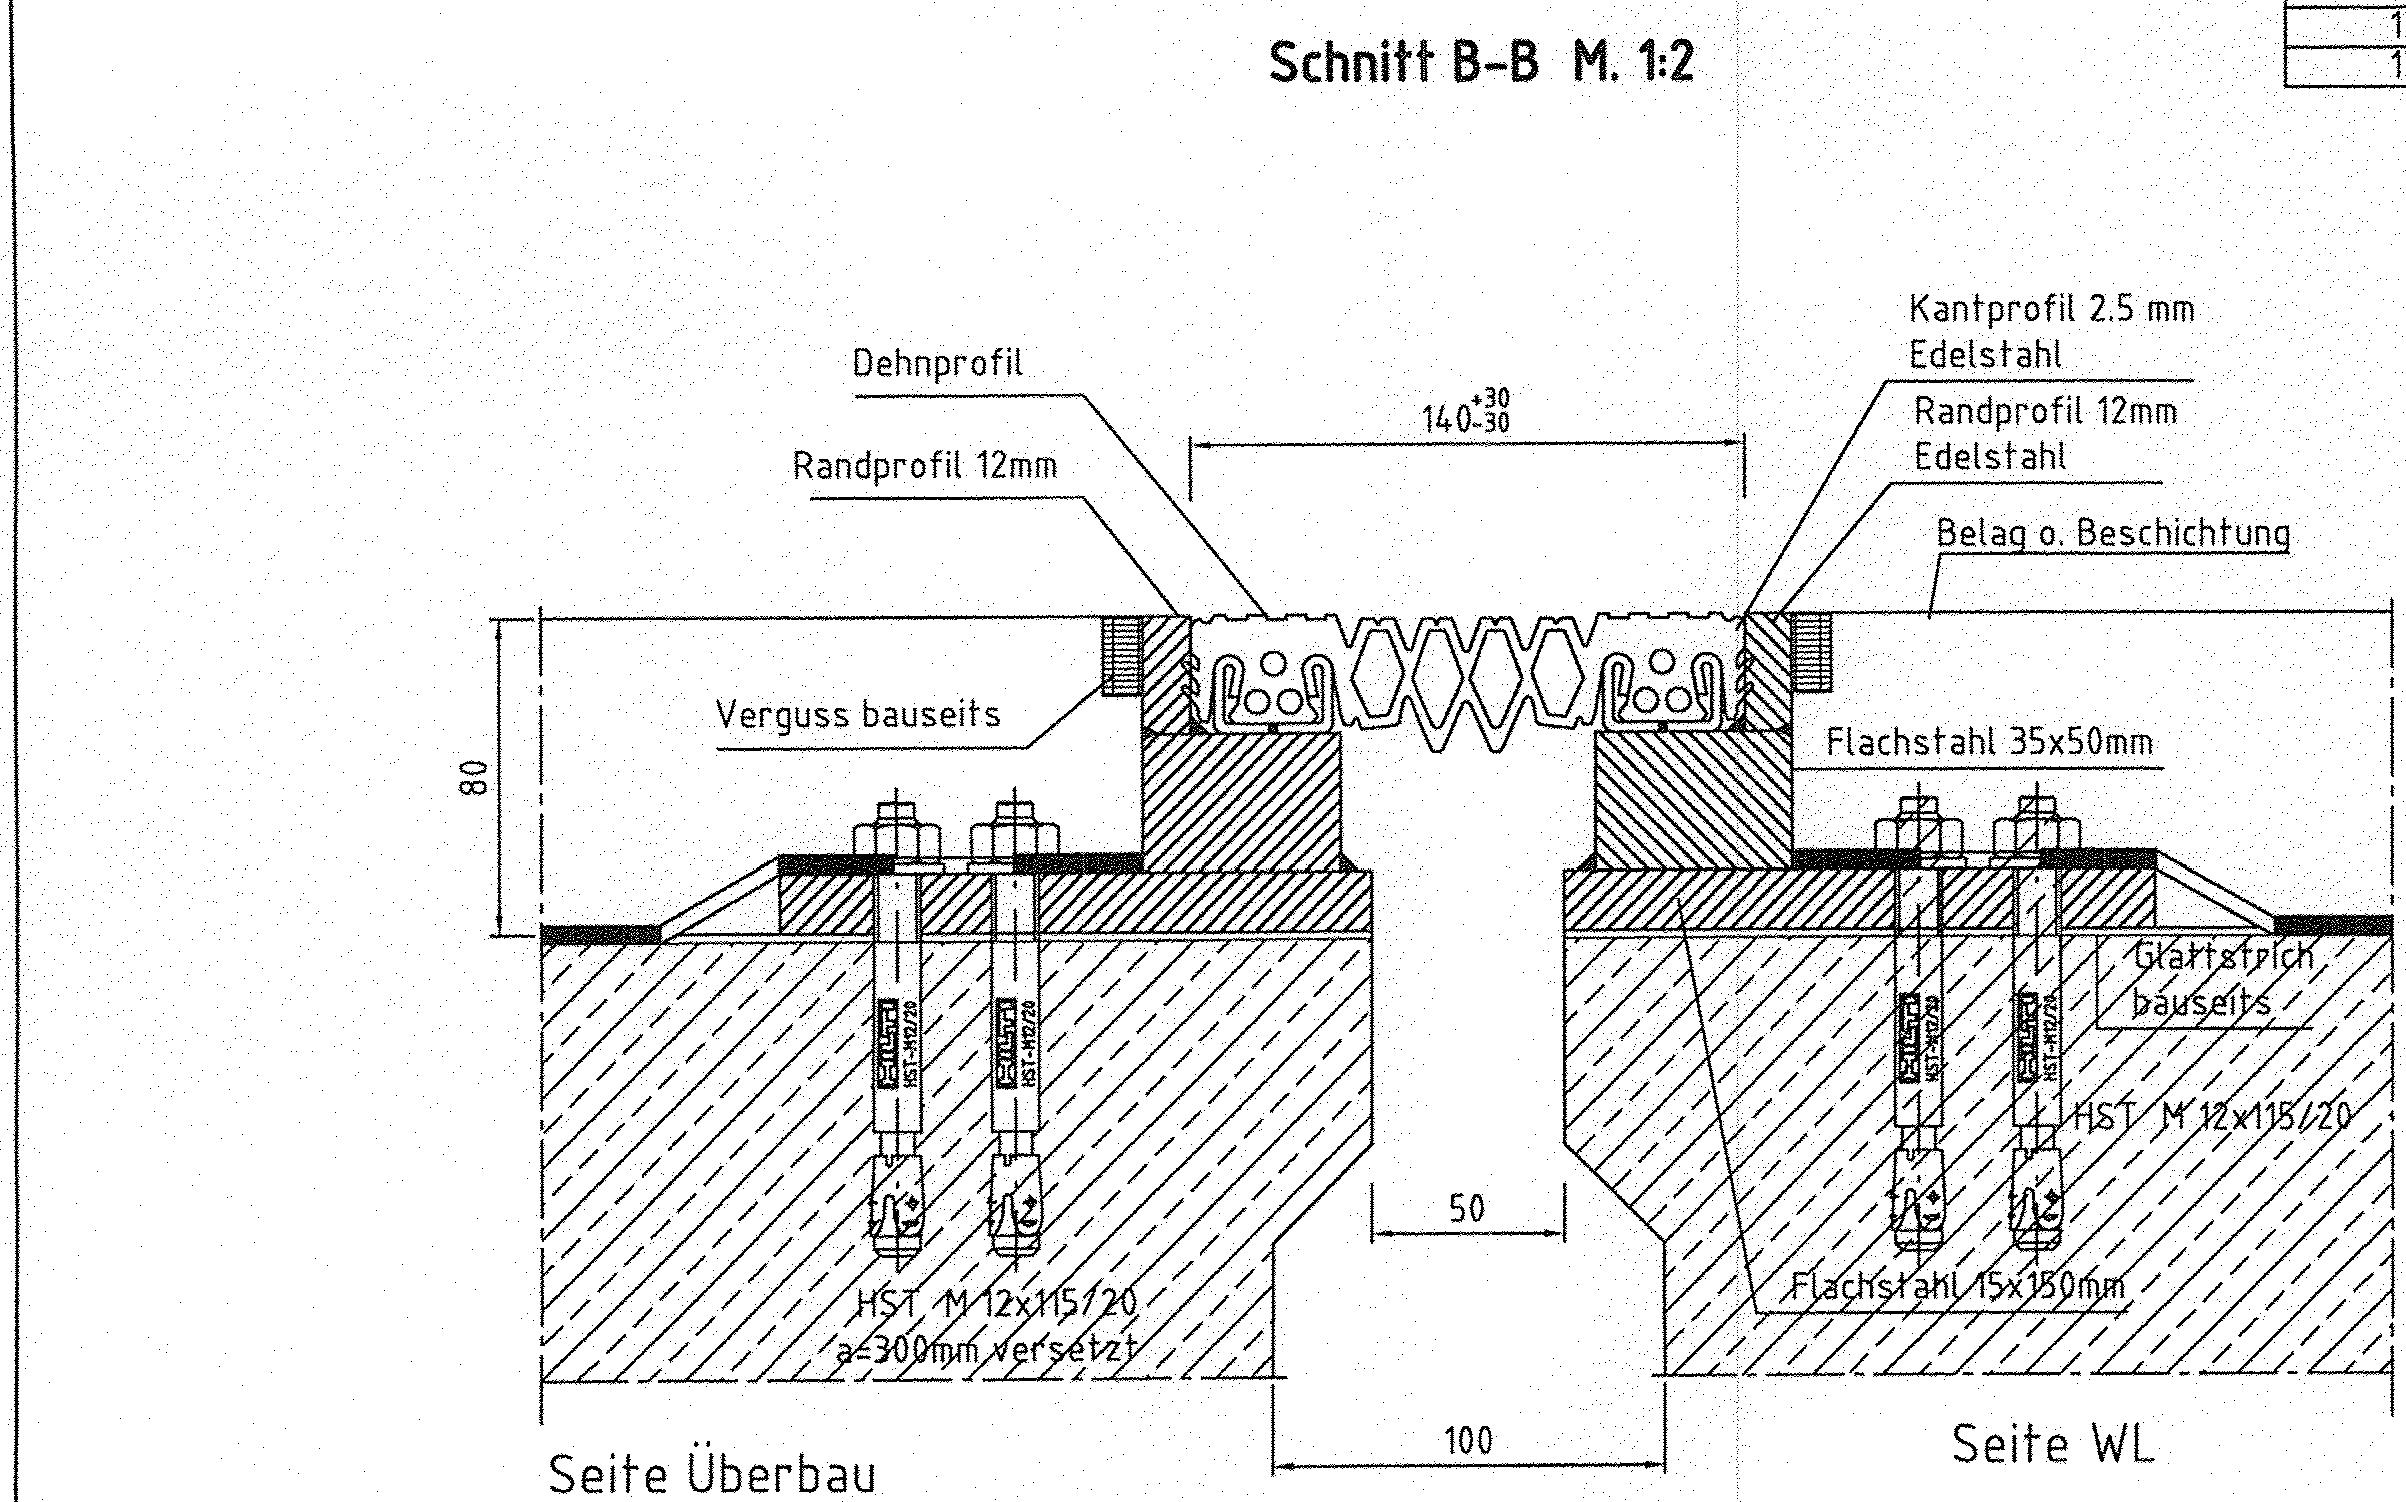 Schnitt B-B M. 1:2
1
1
Kantprofil 2.5 mm
Edelstahl
Dehnprofil
140 +30
-30
Randprofil 12mm
Edelstahl
Randprofil 12mm
Belag o. Beschichtung
Verguss bauseits
Flachstahl 35x50mm
80
Glattstrich
bauseits
HST-M12/20
HST-M12/20
HST-M12/20
HST-M12/20
HST M 12x115/20
50
Flachstahl 15x150mm
HST M 12x115/20
a=300mm versetzt
100
Seite Überbau
Seite WL